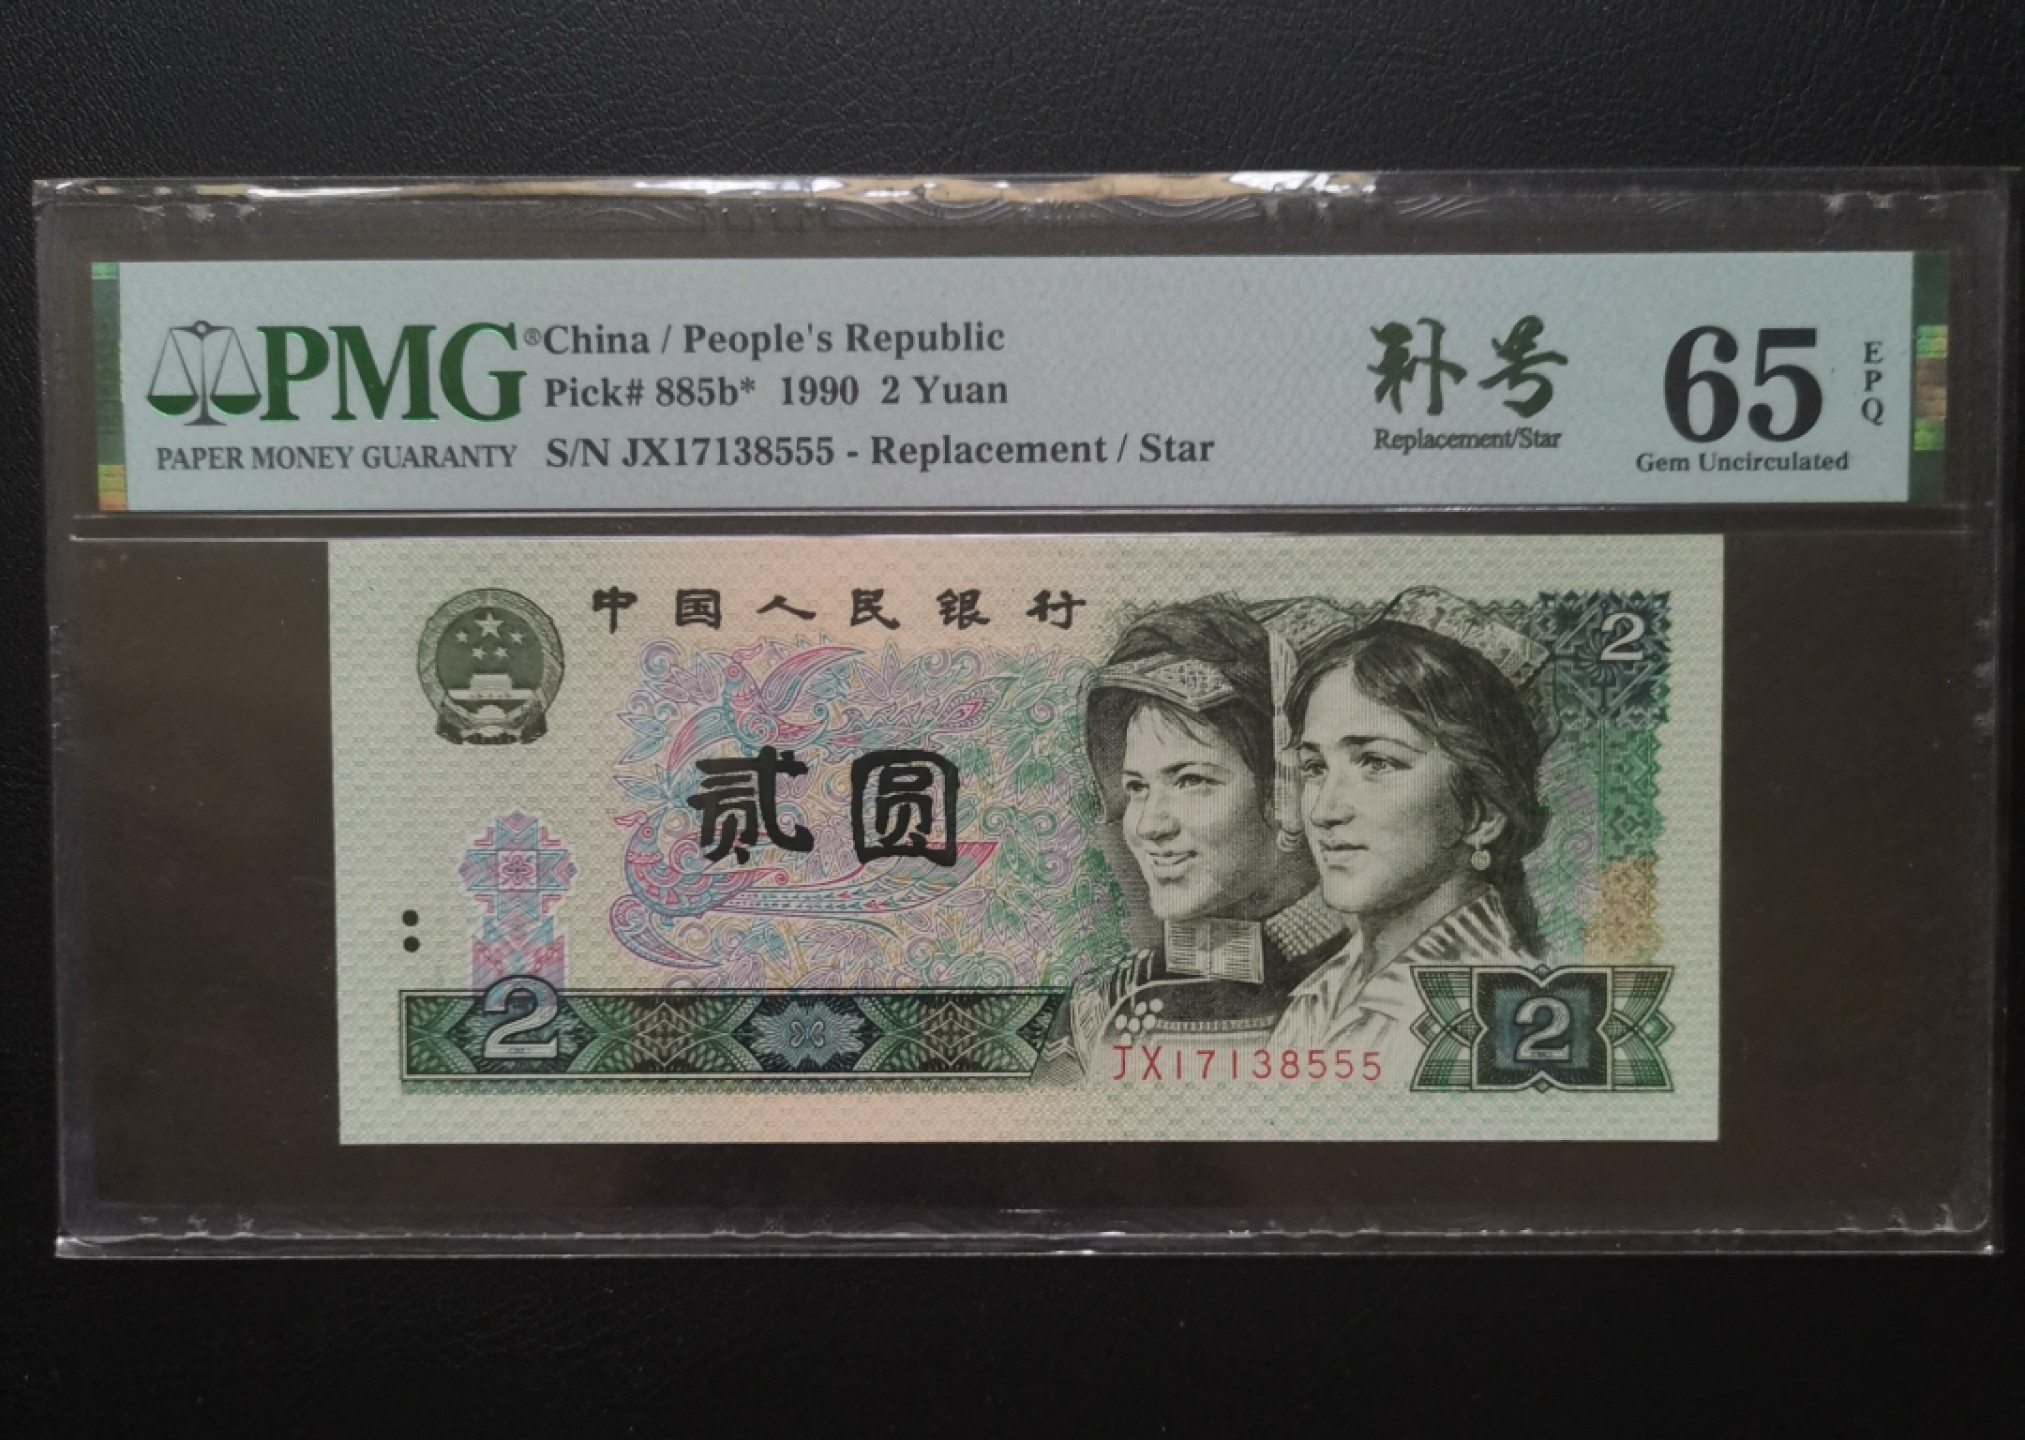 PMG®
PAPER MONEY GUARANTY
China / People's Republic
Pick# 885b* 1990 2 Yuan
S/N JX17138555 - Replacement / Star
补号
Replacement/Star
65
EPQ
Gem Uncirculated
中国人民银行
2
贰圆
2
JX17138555
2